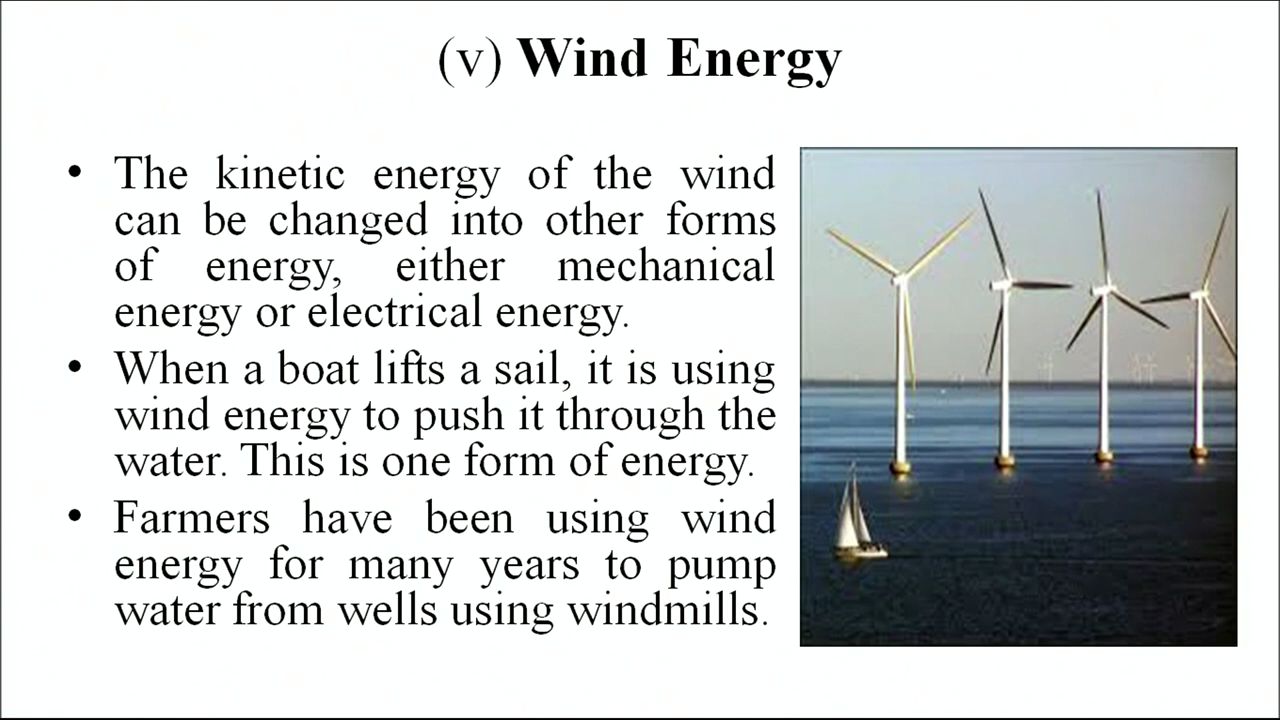 (v) Wind Energy
• The kinetic energy of the wind
can be changed into other forms
of energy, either mechanical
energy or electrical energy.
• When a boat lifts a sail, it is using
wind energy to push it through the
water. This is one form of energy.
• Farmers have been using wind
energy for many years to pump
water from wells using windmills.